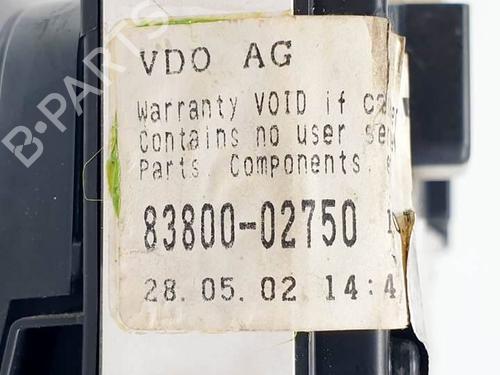 VDO AG
Warranty VOID if
Contains no user
Parts. Components.
83800-02750
28.05.02 14:4
B-PARTS